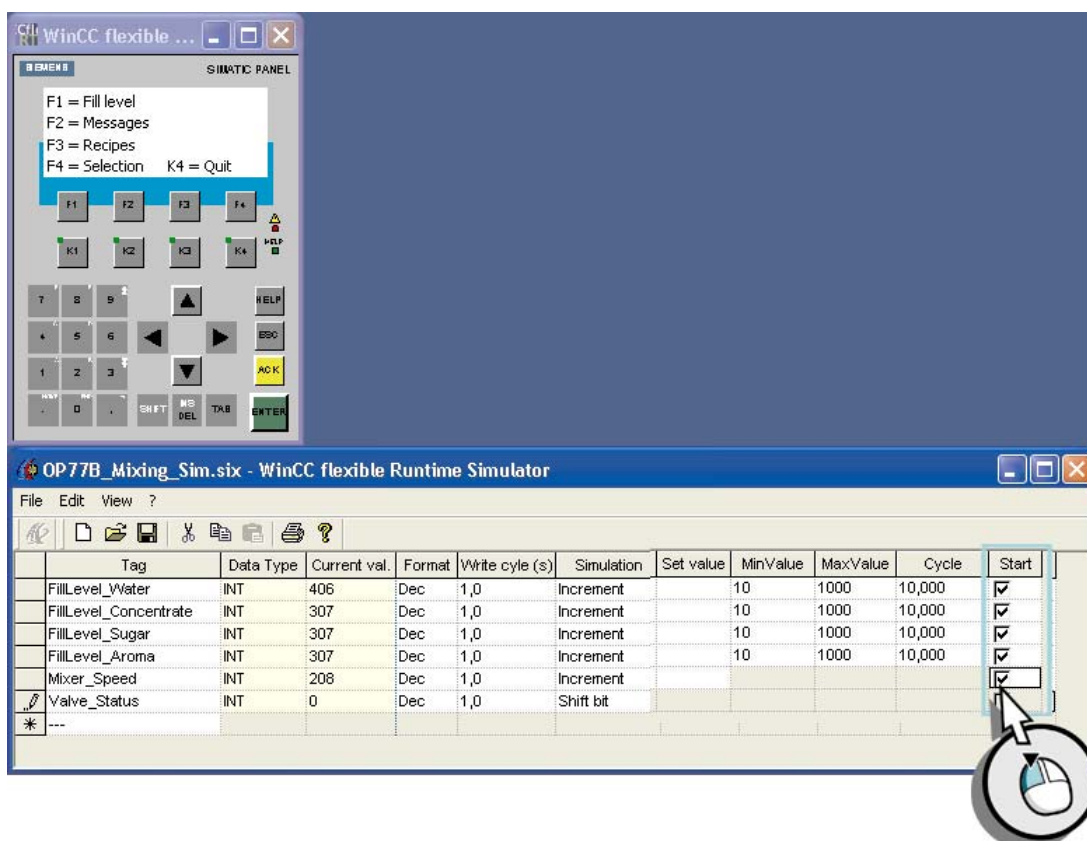 WinCC flexible ...
SIEMENS SIMATIC PANEL
F1 = Fill level
F2 = Messages
F3 = Recipes
F4 = Selection K4 = Quit
F1 F2 F3 F4
K1 K2 K3 K4 HELP
7 8 9 HELP
4 5 6 ESC
1 2 3 ACK
. 0 , SHIFT INS DEL TAB ENTER
OP77B_Mixing_Sim.six - WinCC flexible Runtime Simulator
File Edit View ?
Tag Data Type Current val. Format Write cyle (s) Simulation Set value MinValue MaxValue Cycle Start
FillLevel_Water INT 406 Dec 1,0 Increment 10 1000 10,000
FillLevel_Concentrate INT 307 Dec 1,0 Increment 10 1000 10,000
FillLevel_Sugar INT 307 Dec 1,0 Increment 10 1000 10,000
FillLevel_Aroma INT 307 Dec 1,0 Increment 10 1000 10,000
Mixer_Speed INT 208 Dec 1,0 Increment
Valve_Status INT 0 Dec 1,0 Shift bit
* ---